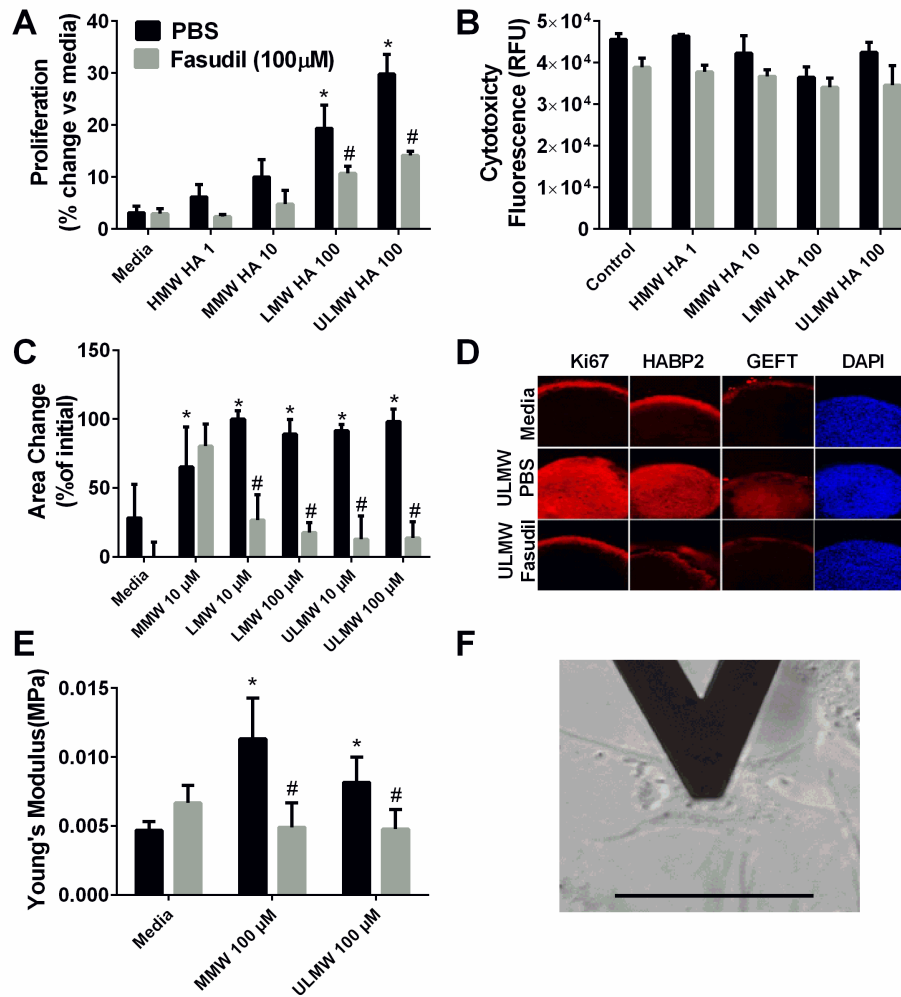 A
Proliferation
(% change vs media)
40
30
20
10
0
PBS
Fasudil (100µM)
*
*
#
#
Media
HMW HA 1
MMW HA 10
LMW HA 100
ULMW HA 100
B
Cytotoxicty
Fluorescence (RFU)
5×10⁴
4×10⁴
3×10⁴
2×10⁴
1×10⁴
0
Control
HMW HA 1
MMW HA 10
LMW HA 100
ULMW HA 100
C
Area Change
(%of initial)
150
100
50
0
* * * * *
# # # #
Media
MMW 10 µM
LMW 10 µM
LMW 100 µM
ULMW 10 µM
ULMW 100 µM
D
Ki67 HABP2 GEFT DAPI
Media
ULMW
PBS
ULMW
Fasudil
E
Young's Modulus(MPa)
0.015
0.010
0.005
0.000
*
*
#
#
Media
MMW 100 µM
ULMW 100 µM
F